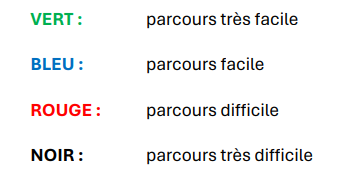 VERT : parcours très facile
BLEU : parcours facile
ROUGE : parcours difficile
NOIR : parcours très difficile